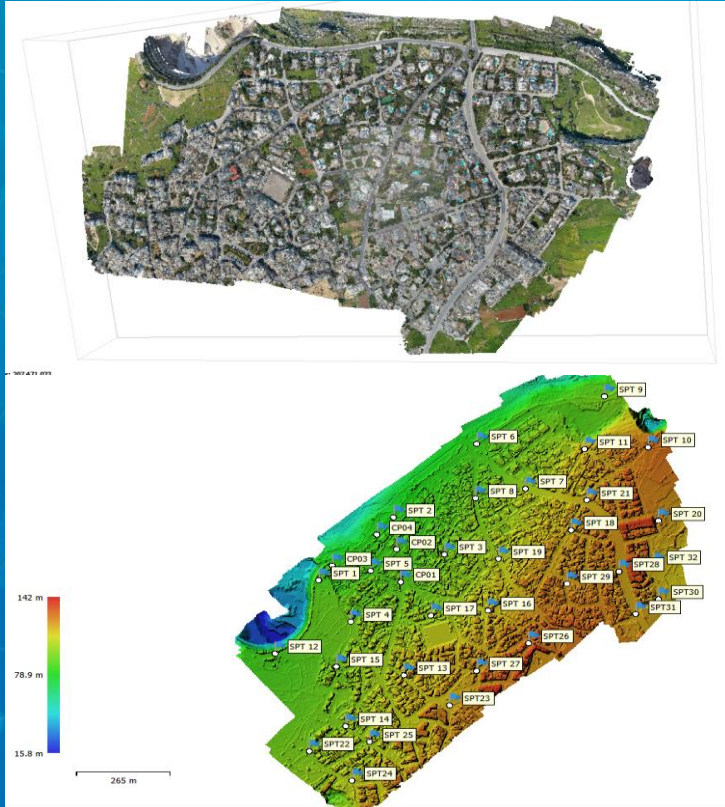 SPT 9
SPT 6
SPT 11
SPT 10
SPT 7
SPT 8
SPT 21
SPT 2
SPT 20
CP04
SPT 18
CP02
SPT 3
SPT 19
CP03
SPT 5
SPT 32
SPT 1
CP01
SPT28
SPT 29
SPT30
142 m
SPT 17
SPT 16
SPT31
SPT 4
SPT26
SPT 12
SPT 15
SPT 27
78.9 m
SPT 13
SPT23
SPT 14
SPT 25
SPT22
15.8 m
SPT24
265 m